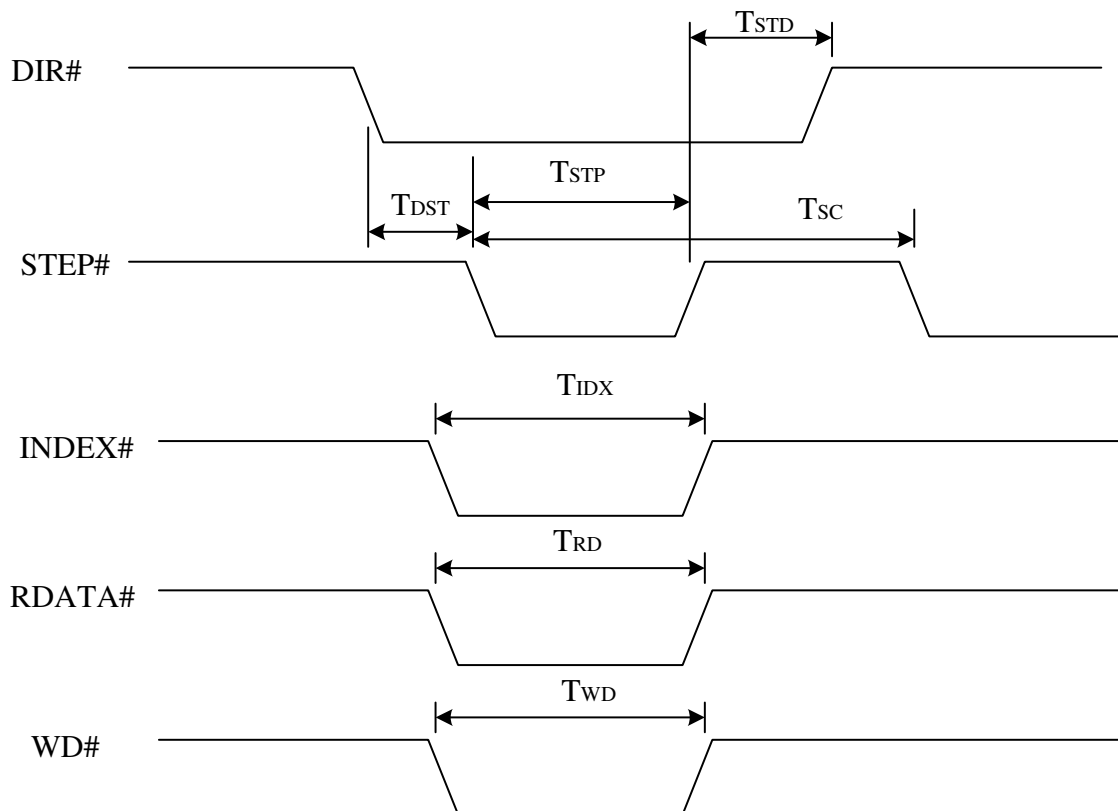 TSTD
DIR#
TSTP
TDST
TSC
STEP#
TIDX
INDEX#
TRD
RDATA#
TWD
WD#